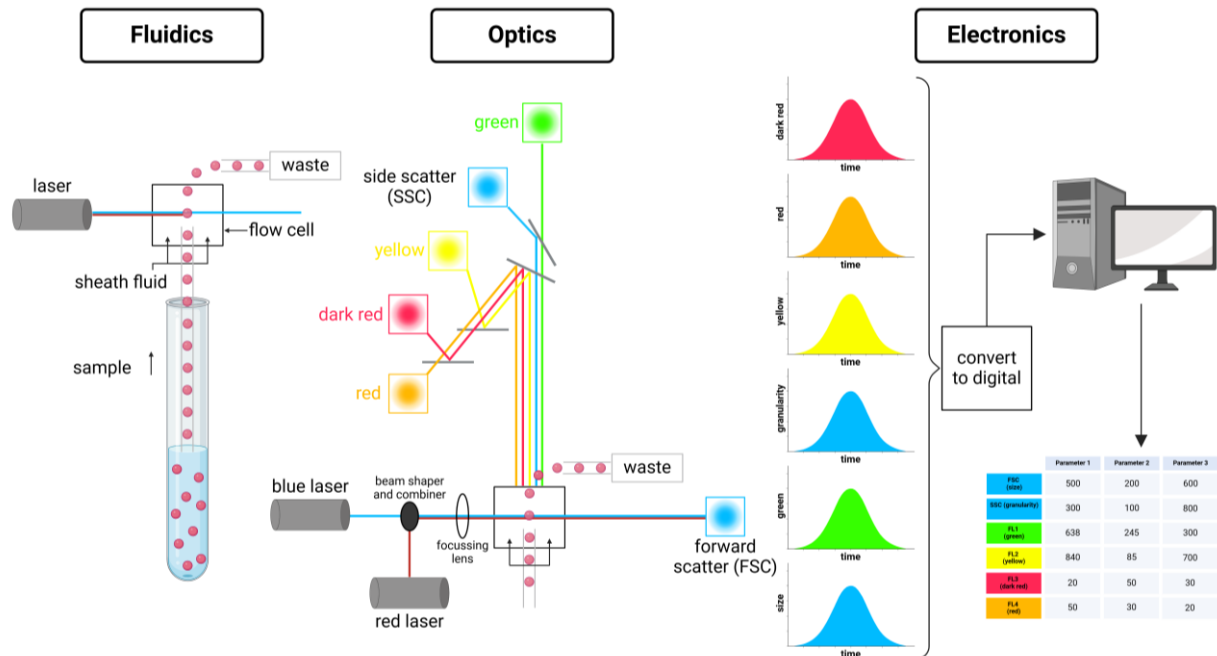 Fluidics
Optics
Electronics
waste
laser
flow cell
sheath fluid
sample
green
side scatter
(SSC)
yellow
dark red
red
waste
blue laser
beam shaper
and combiner
focussing
lens
red laser
forward
scatter (FSC)
dark red
time
red
time
yellow
time
granularity
time
green
time
size
time
convert
to digital
Parameter 1 Parameter 2 Parameter 3
FSC
(size)
500 200 600
SSC (granularity) 300 100 800
FL1
(green)
638 245 300
FL2
(yellow)
840 85 700
FL3
(dark red)
20 50 30
FL4
(red)
50 30 20